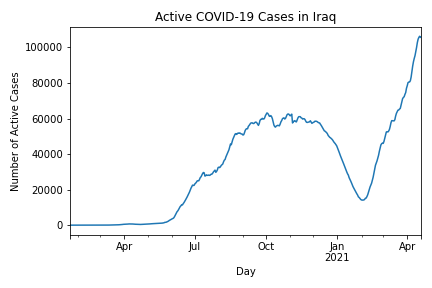 Active COVID-19 Cases in Iraq
Number of Active Cases
100000
80000
60000
40000
20000
0
Apr Jul Oct Jan Apr
2021
Day